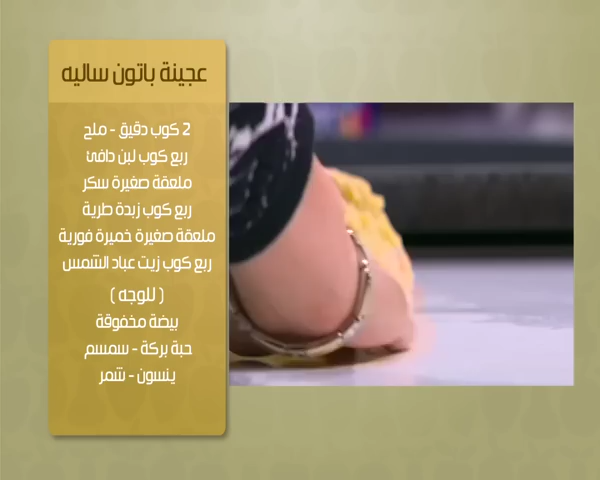 عجينة باتون ساليه
2 كوب دقيق - ملح
ربع كوب لبن دافئ
ملعقة صغيرة سكر
ربع كوب زبدة طرية
ملعقة صغيرة خميرة فورية
ربع كوب زيت عباد الشمس
( للوجه )
بيضة مخفوقة
حبة بركة - سمسم
ينسون - شمر